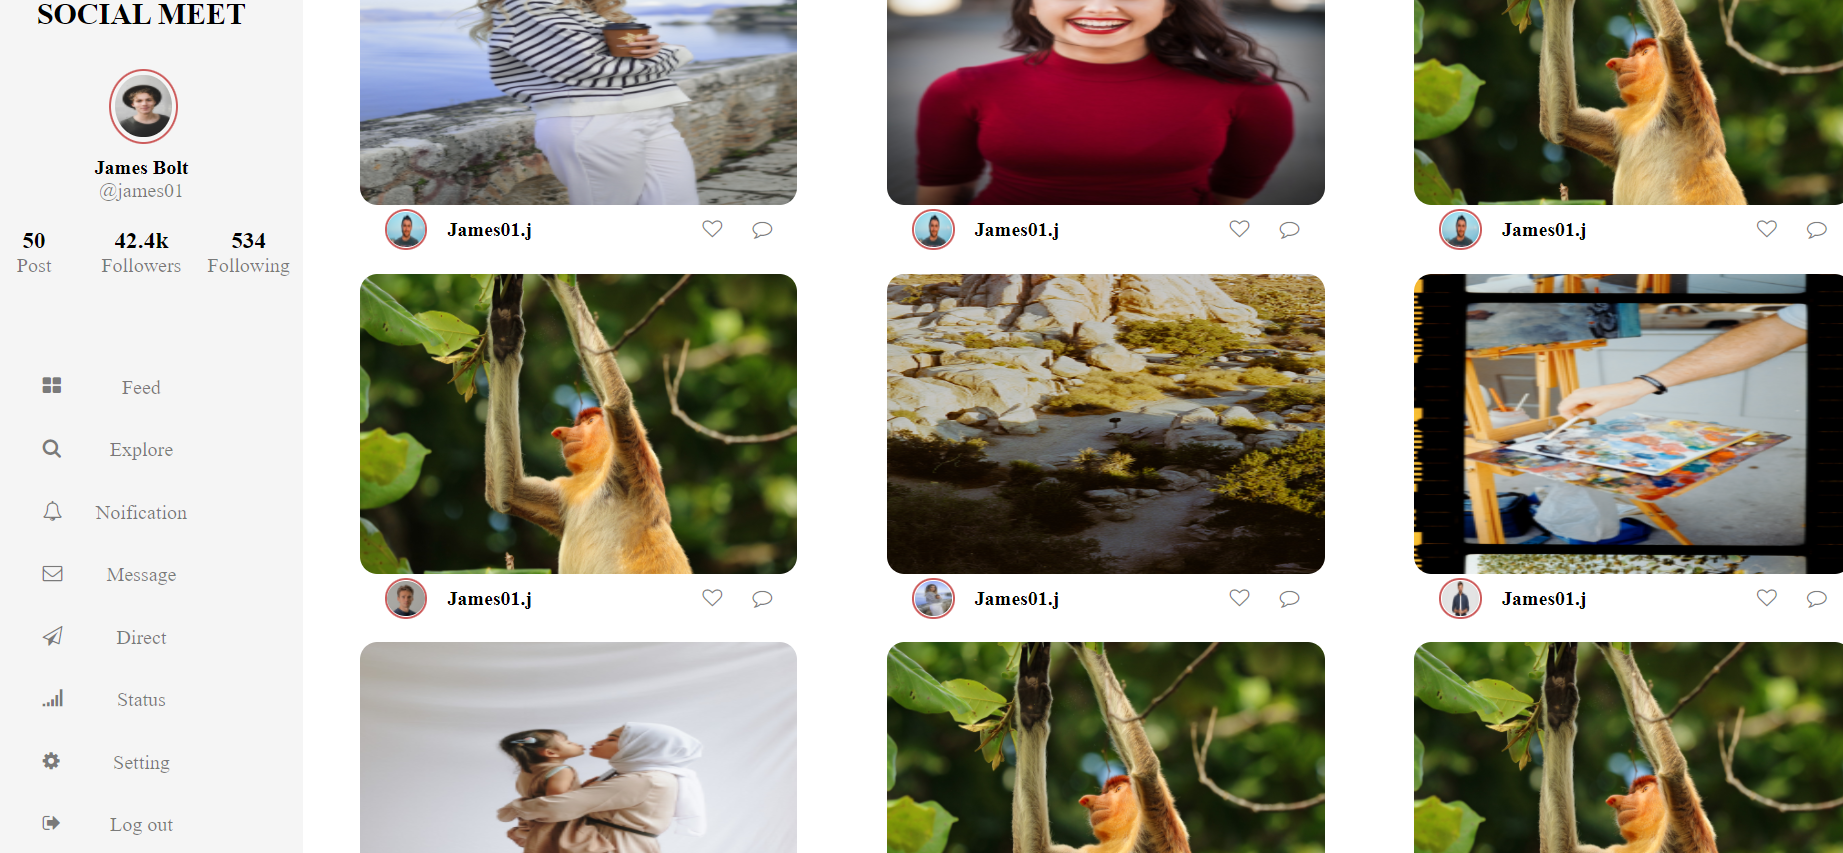 SOCIAL MEET
James Bolt
@james01
50 42.4k 534
Post Followers Following
Feed
Explore
Noification
Message
Direct
Status
Setting
Log out
James01.j James01.j James01.j
James01.j James01.j James01.j